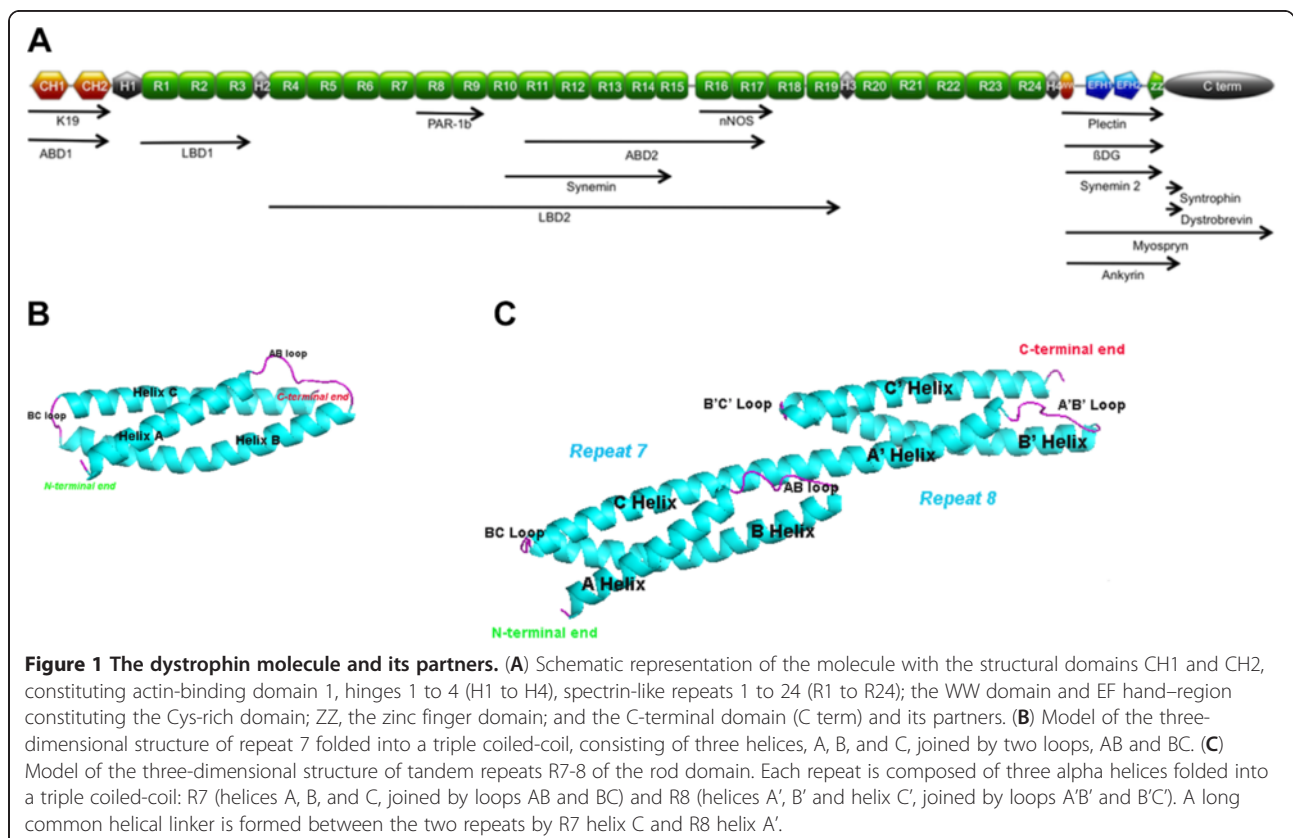 A
CH1 CH2 H1 R1 R2 R3 H2 R4 R5 R6 R7 R8 R9 R10 R11 R12 R13 R14 R15 R16 R17 R18 R19 H3 R20 R21 R22 R23 R24 H4 WW EFH1 EFH2 ZZ C term
K19 PAR-1b nNOS Plectin
ABD1 LBD1 ABD2 ßDG
Synemin Synemin 2
Syntrophin
LBD2 Dystrobrevin
Myospryn
Ankyrin
B
AB loop
Helix C
C-terminal end
BC loop
Helix A
Helix B
N-terminal end
C
C-terminal end
C' Helix
B'C' Loop
A'B' Loop
B' Helix
Repeat 7
A' Helix
AB loop
Repeat 8
C Helix
BC Loop
B Helix
A Helix
N-terminal end
Figure 1 The dystrophin molecule and its partners. (A) Schematic representation of the molecule with the structural domains CH1 and CH2,
constituting actin-binding domain 1, hinges 1 to 4 (H1 to H4), spectrin-like repeats 1 to 24 (R1 to R24); the WW domain and EF hand–region
constituting the Cys-rich domain; ZZ, the zinc finger domain; and the C-terminal domain (C term) and its partners. (B) Model of the three-
dimensional structure of repeat 7 folded into a triple coiled-coil, consisting of three helices, A, B, and C, joined by two loops, AB and BC. (C)
Model of the three-dimensional structure of tandem repeats R7-8 of the rod domain. Each repeat is composed of three alpha helices folded into
a triple coiled-coil: R7 (helices A, B, and C, joined by loops AB and BC) and R8 (helices A′, B′ and helix C′, joined by loops A′B′ and B′C′). A long
common helical linker is formed between the two repeats by R7 helix C and R8 helix A′.